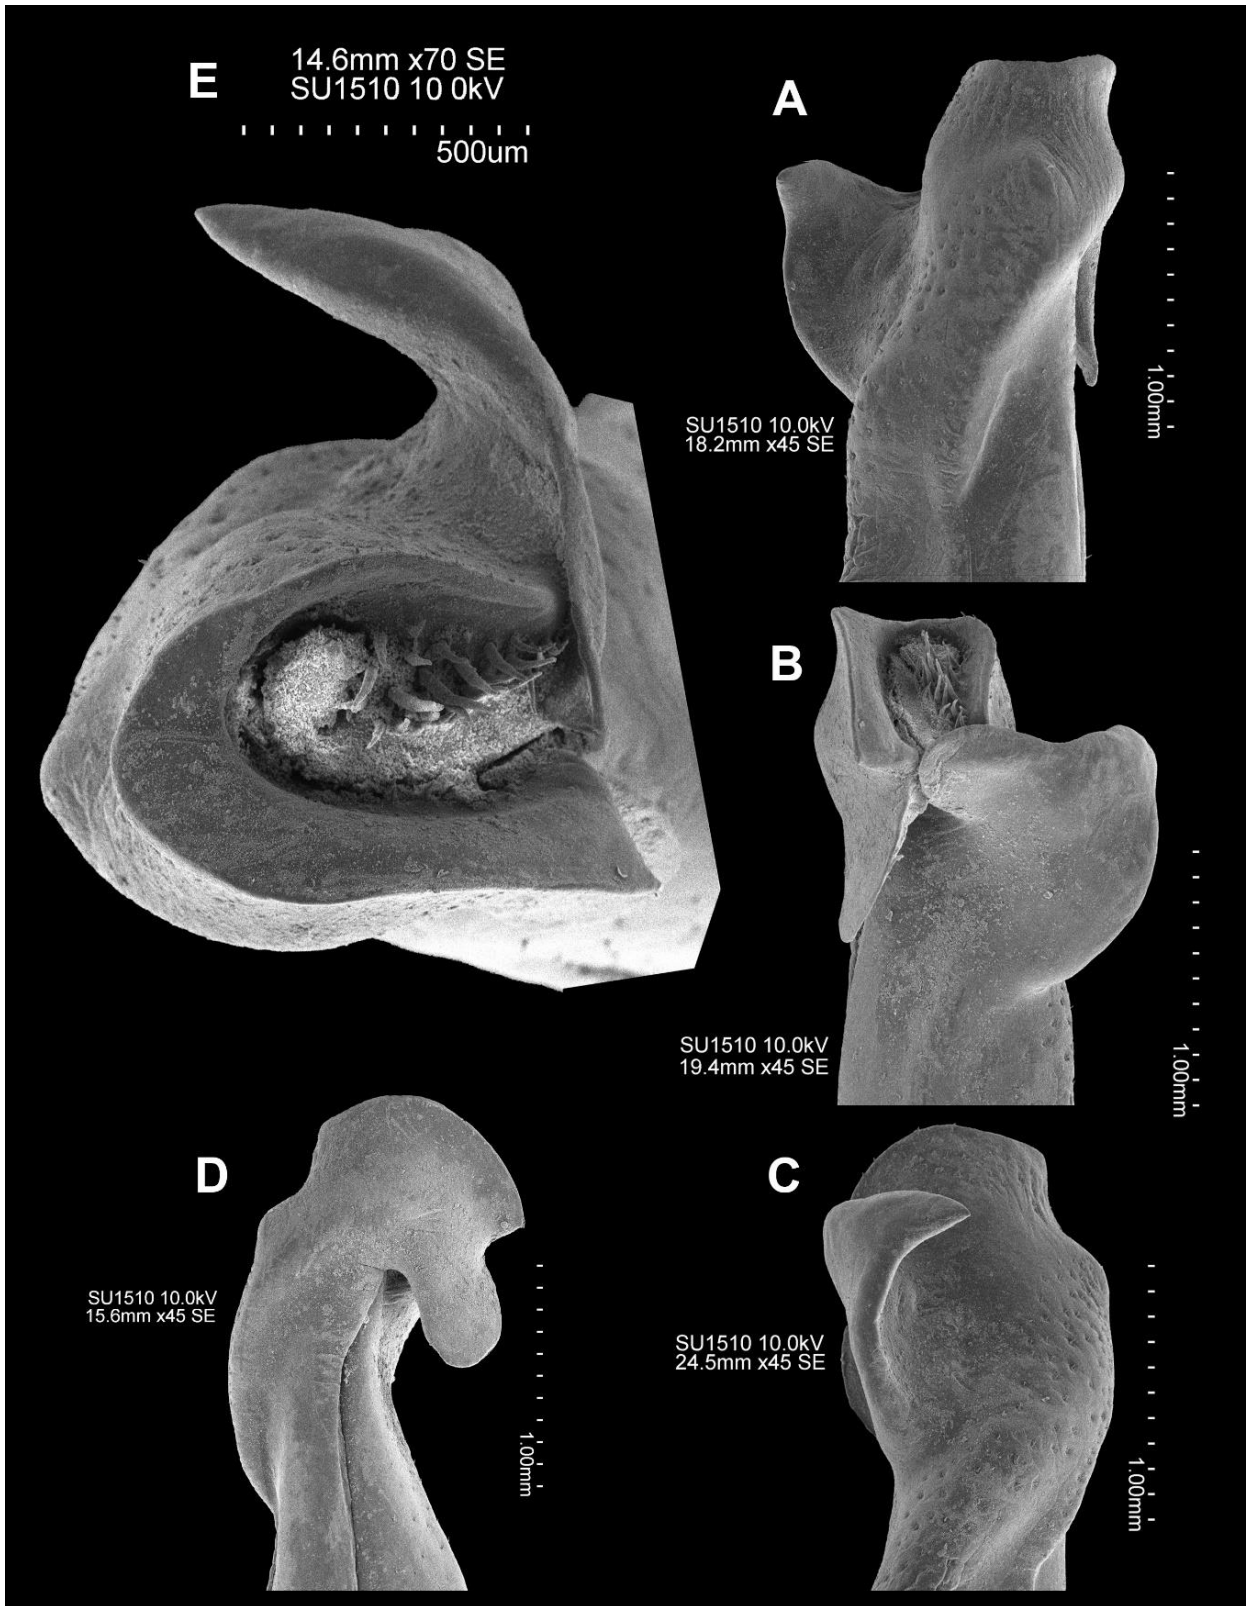 E
14.6mm x70 SE
SU1510 10 0kV
500um
A
SU1510 10.0kV
18.2mm x45 SE
1.00mm
B
SU1510 10.0kV
19.4mm x45 SE
1.00mm
D
SU1510 10.0kV
15.6mm x45 SE
1.00mm
C
SU1510 10.0kV
24.5mm x45 SE
1.00mm